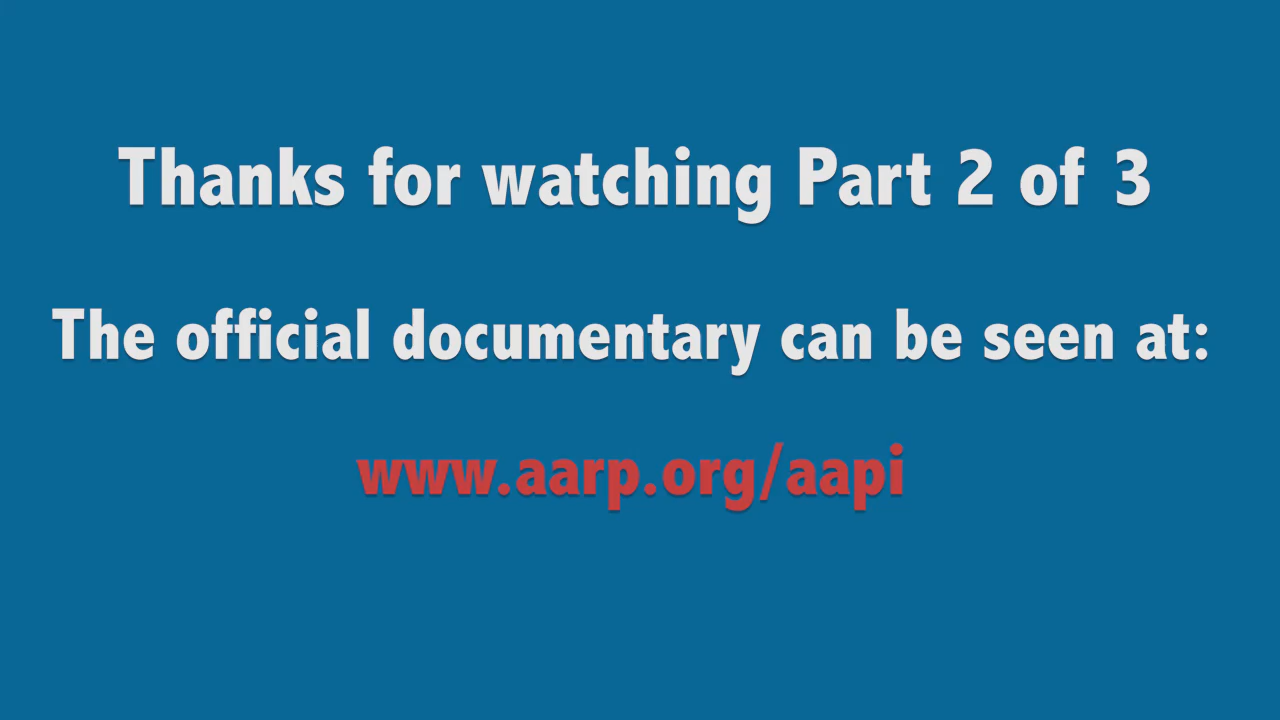 Thanks for watching Part 2 of 3
The official documentary can be seen at:
www.aarp.org/aapi